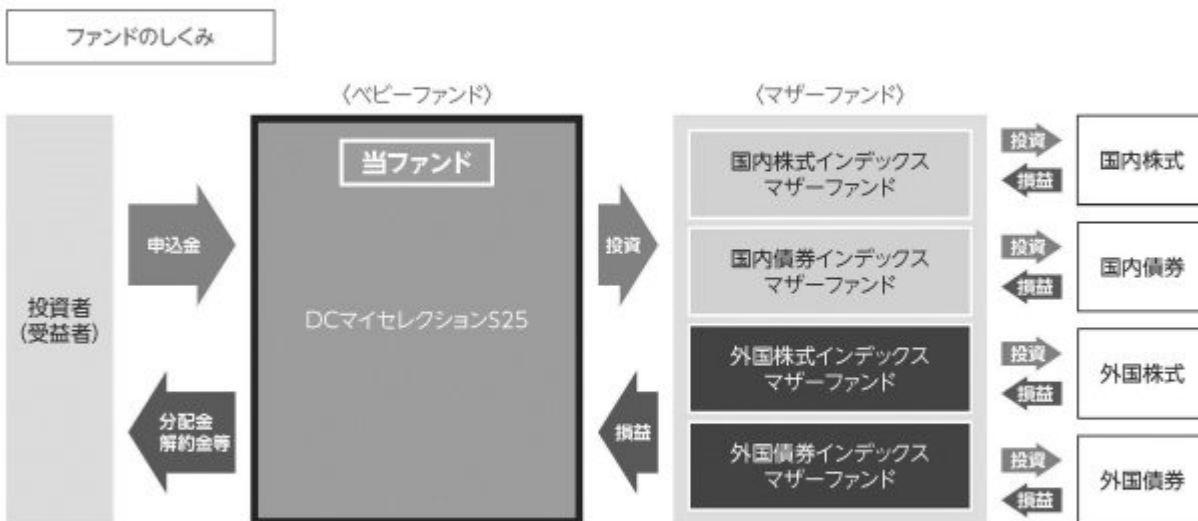 ファンドのしくみ
〈ベビーファンド〉
〈マザーファンド〉
投資者
(受益者)
申込金
分配金
解約金等
当ファンド
DCマイセレクションS25
投資
損益
国内株式インデックス
マザーファンド
投資
損益
国内株式
国内債券インデックス
マザーファンド
投資
損益
国内債券
外国株式インデックス
マザーファンド
投資
損益
外国株式
外国債券インデックス
マザーファンド
投資
損益
外国債券